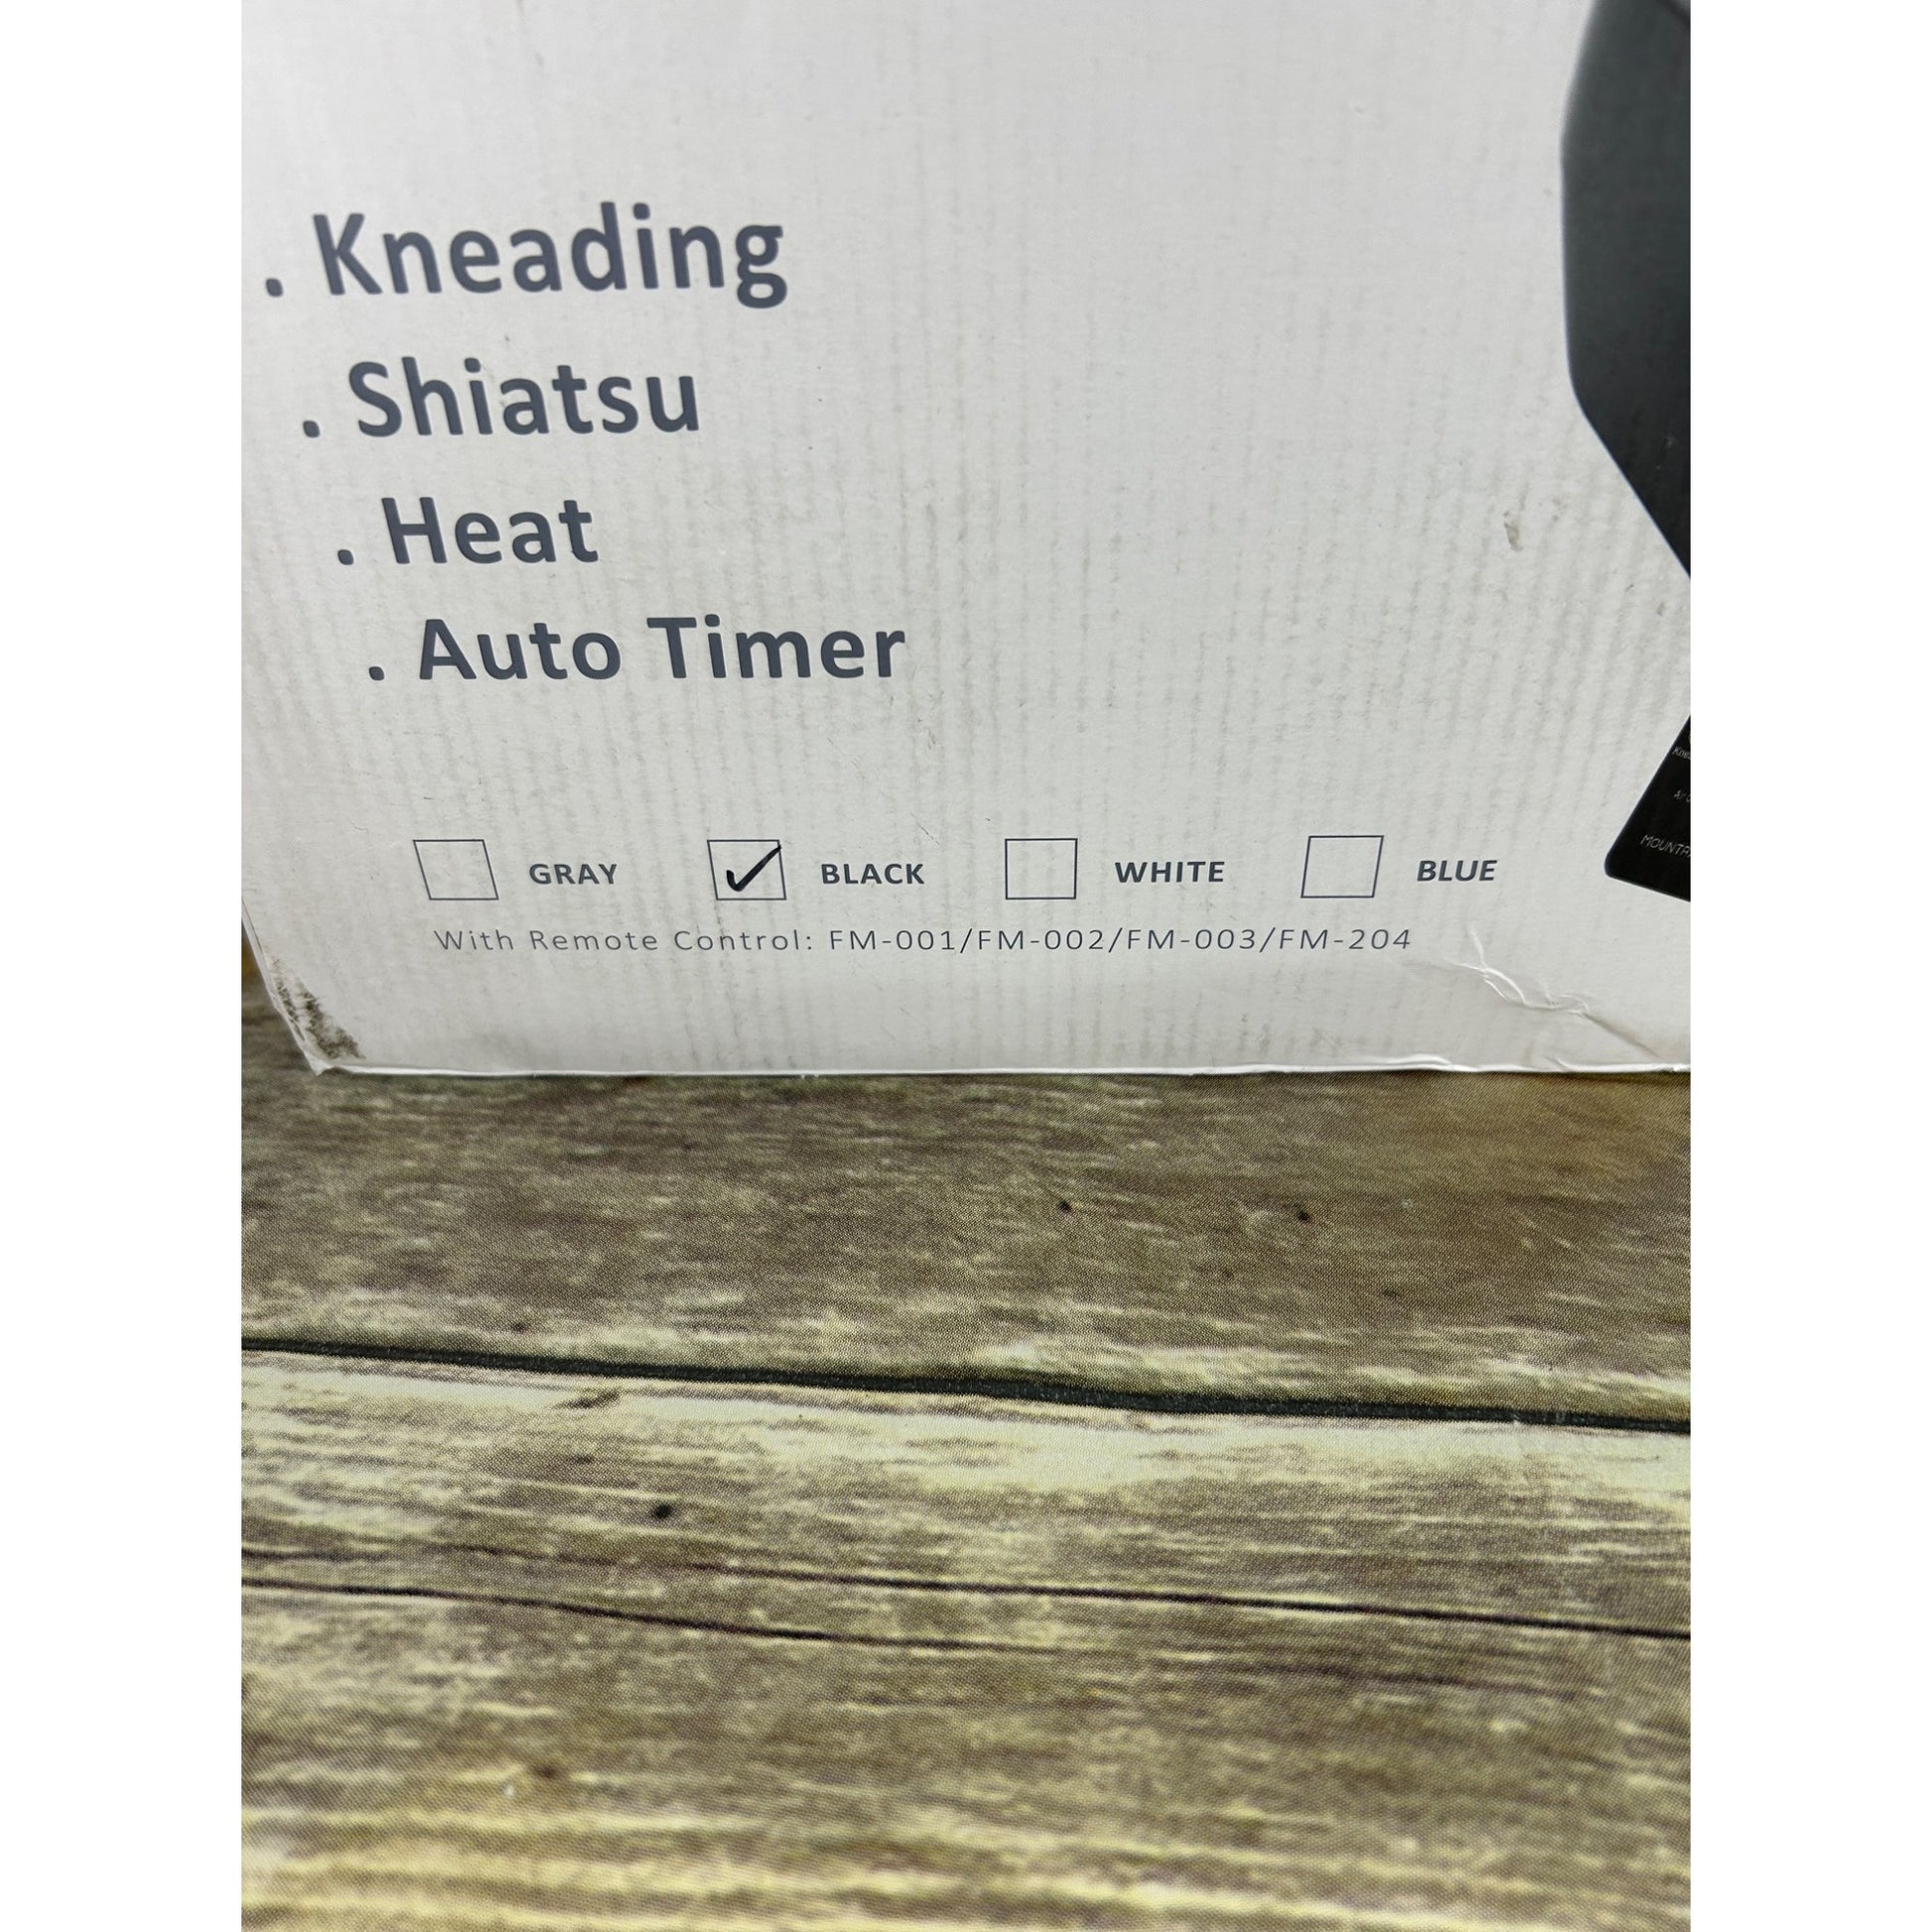 . Kneading
. Shiatsu
. Heat
. Auto Timer
GRAY BLACK WHITE BLUE
With Remote Control: FM-001/FM-002/FM-003/FM-204